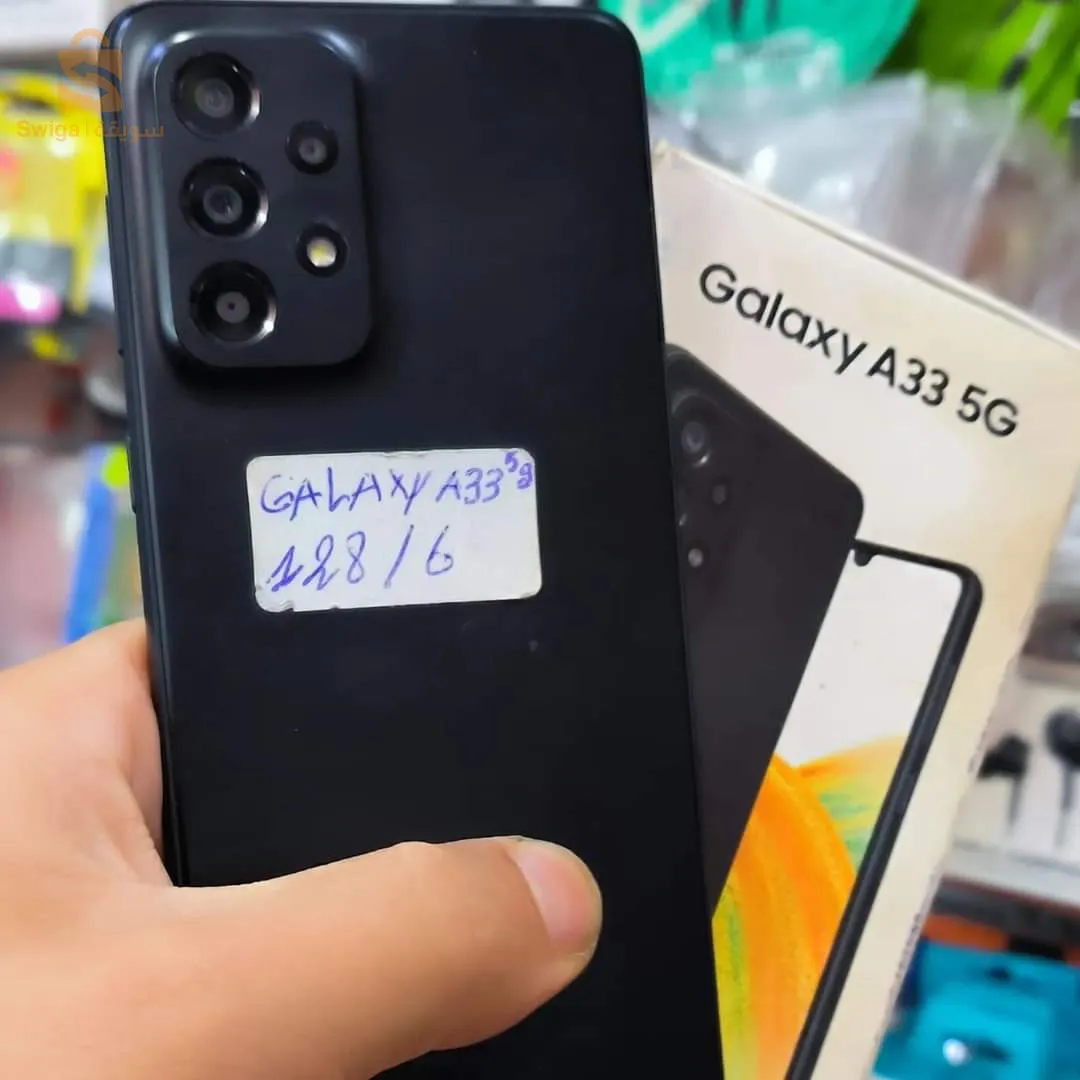 Swiga | سويقة
Galaxy A33 5G
GALAXY A33 5g
128/6